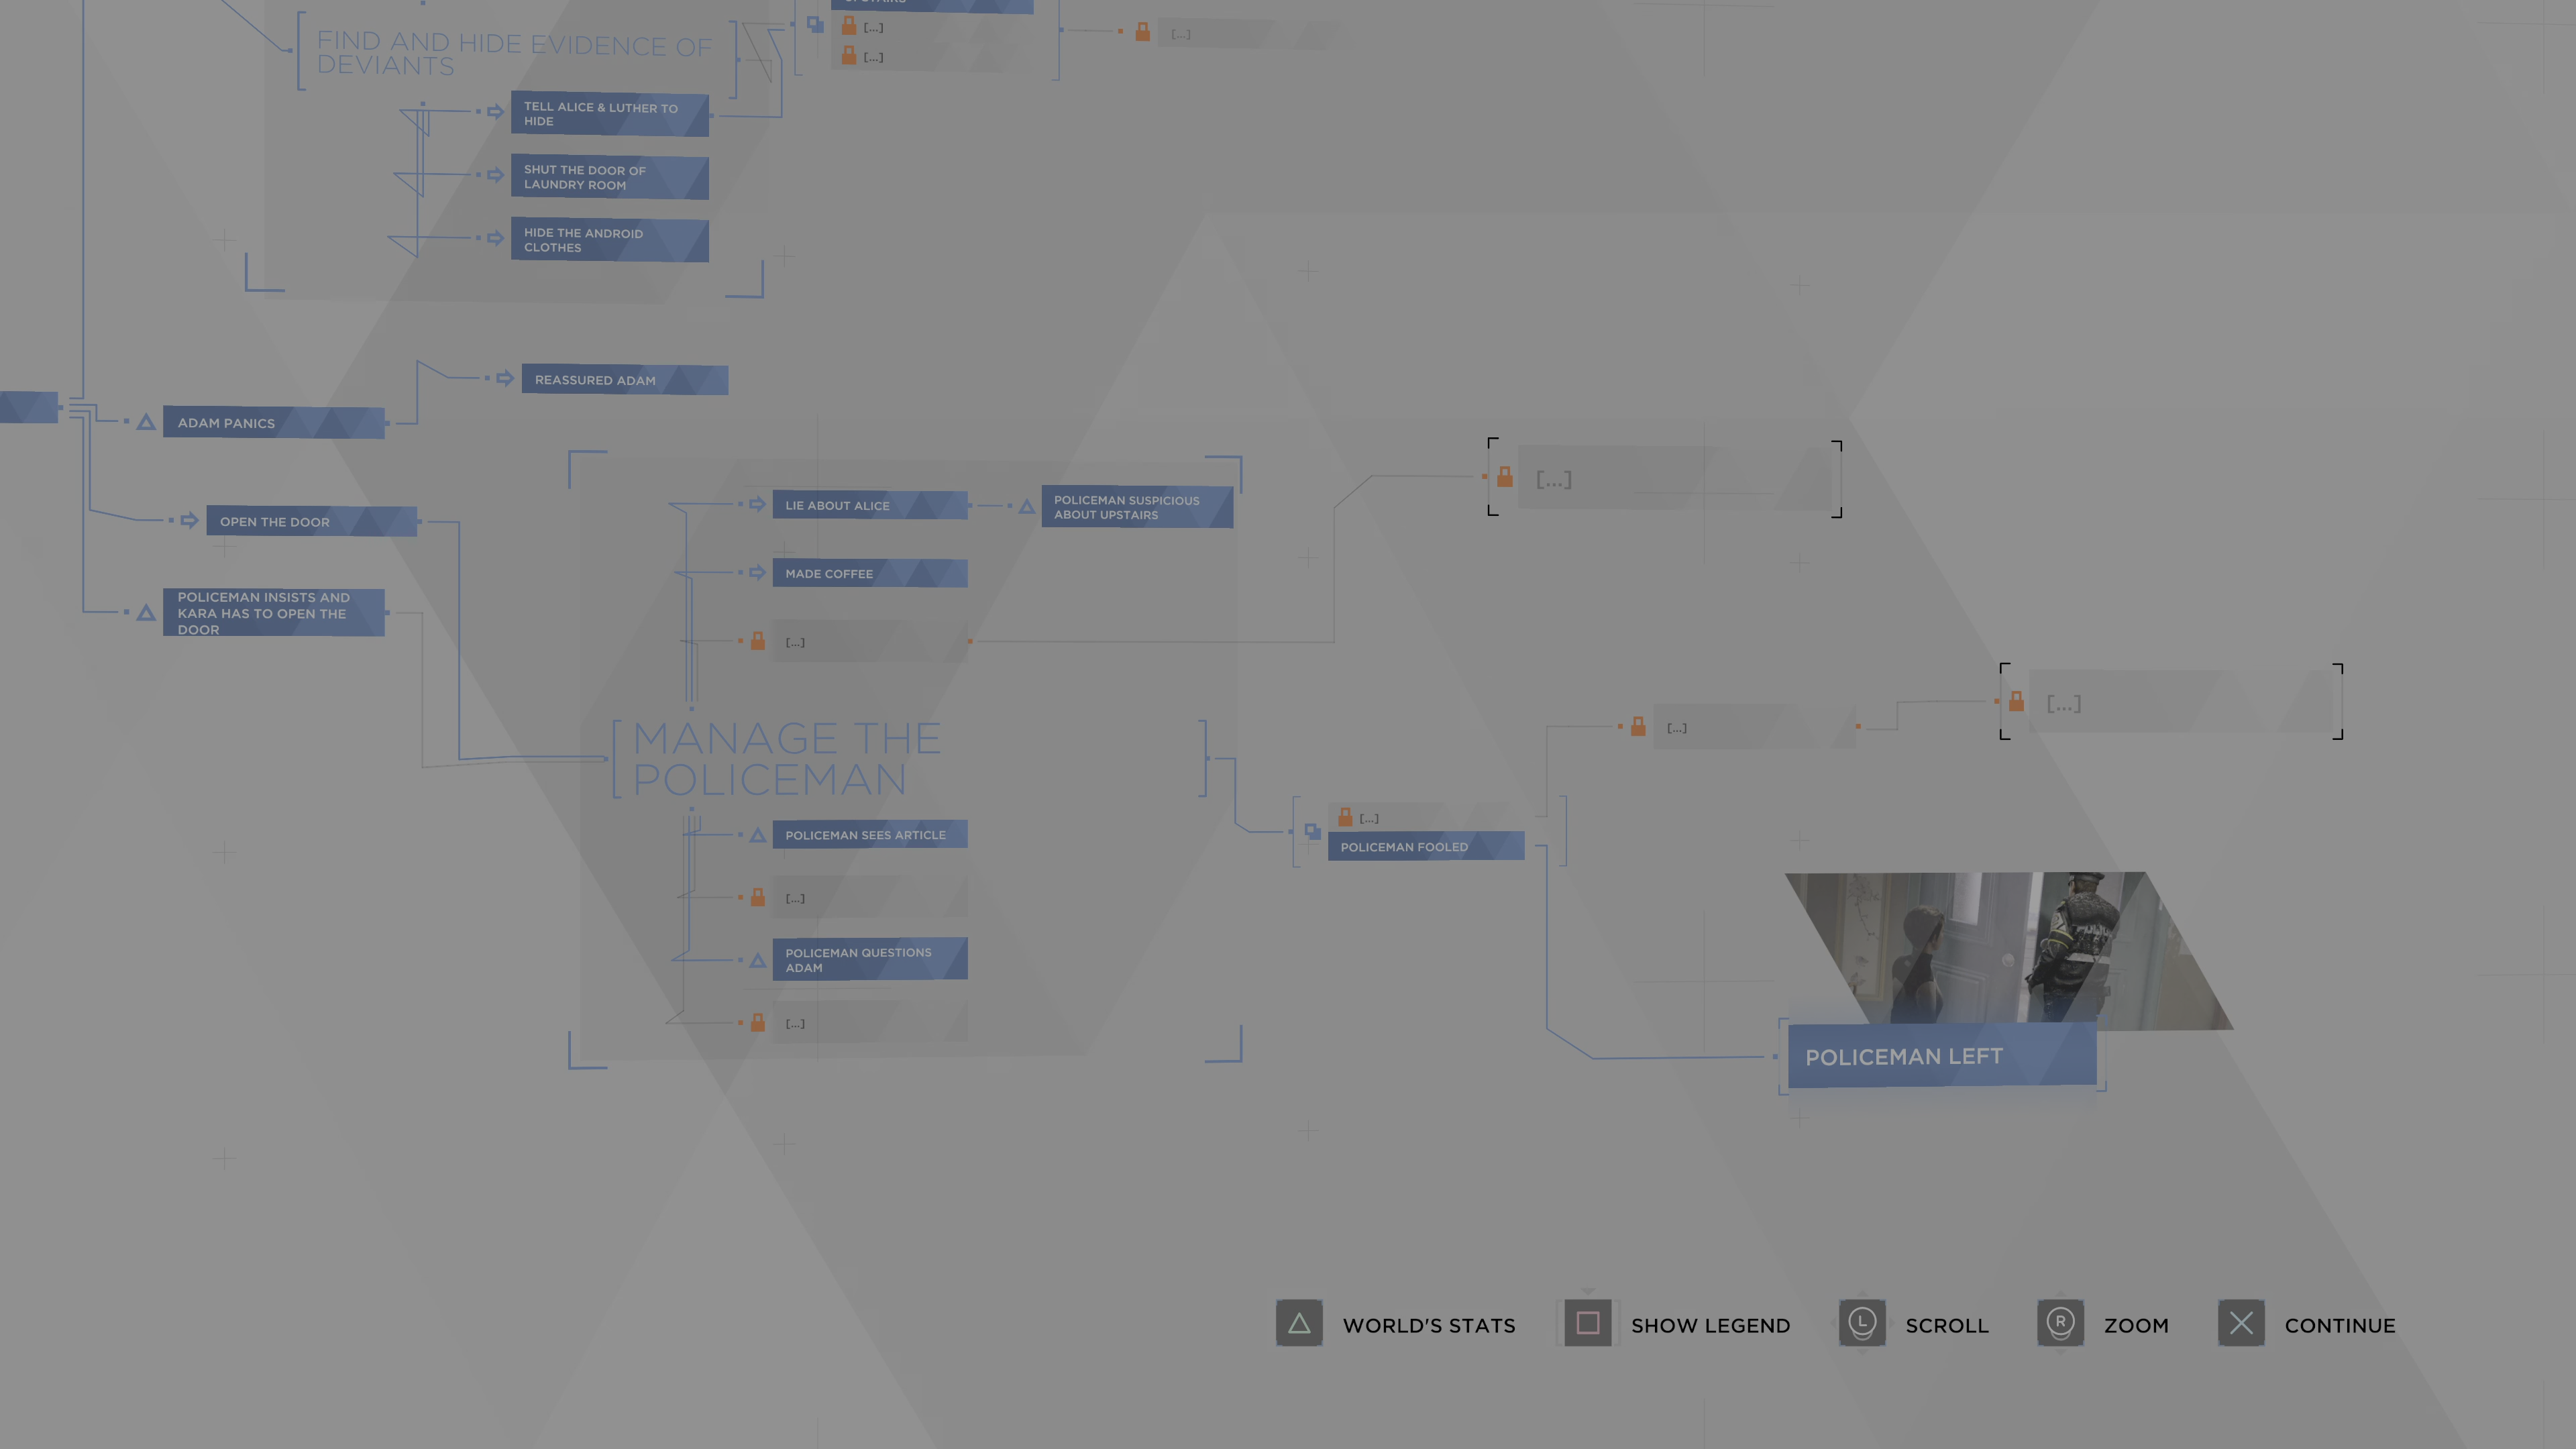 FIND AND HIDE EVIDENCE OF
DEVIANTS
[...]
[...]
[...]
TELL ALICE & LUTHER TO
HIDE
SHUT THE DOOR OF
LAUNDRY ROOM
HIDE THE ANDROID
CLOTHES
REASSURED ADAM
ADAM PANICS
OPEN THE DOOR
POLICEMAN INSISTS AND
KARA HAS TO OPEN THE
DOOR
LIE ABOUT ALICE
POLICEMAN SUSPICIOUS
ABOUT UPSTAIRS
[...]
MADE COFFEE
[...]
MANAGE THE
POLICEMAN
[...]
[...]
[...]
POLICEMAN FOOLED
POLICEMAN SEES ARTICLE
[...]
POLICEMAN QUESTIONS
ADAM
[...]
POLICEMAN LEFT
WORLD'S STATS
SHOW LEGEND
L
SCROLL
R
ZOOM
CONTINUE